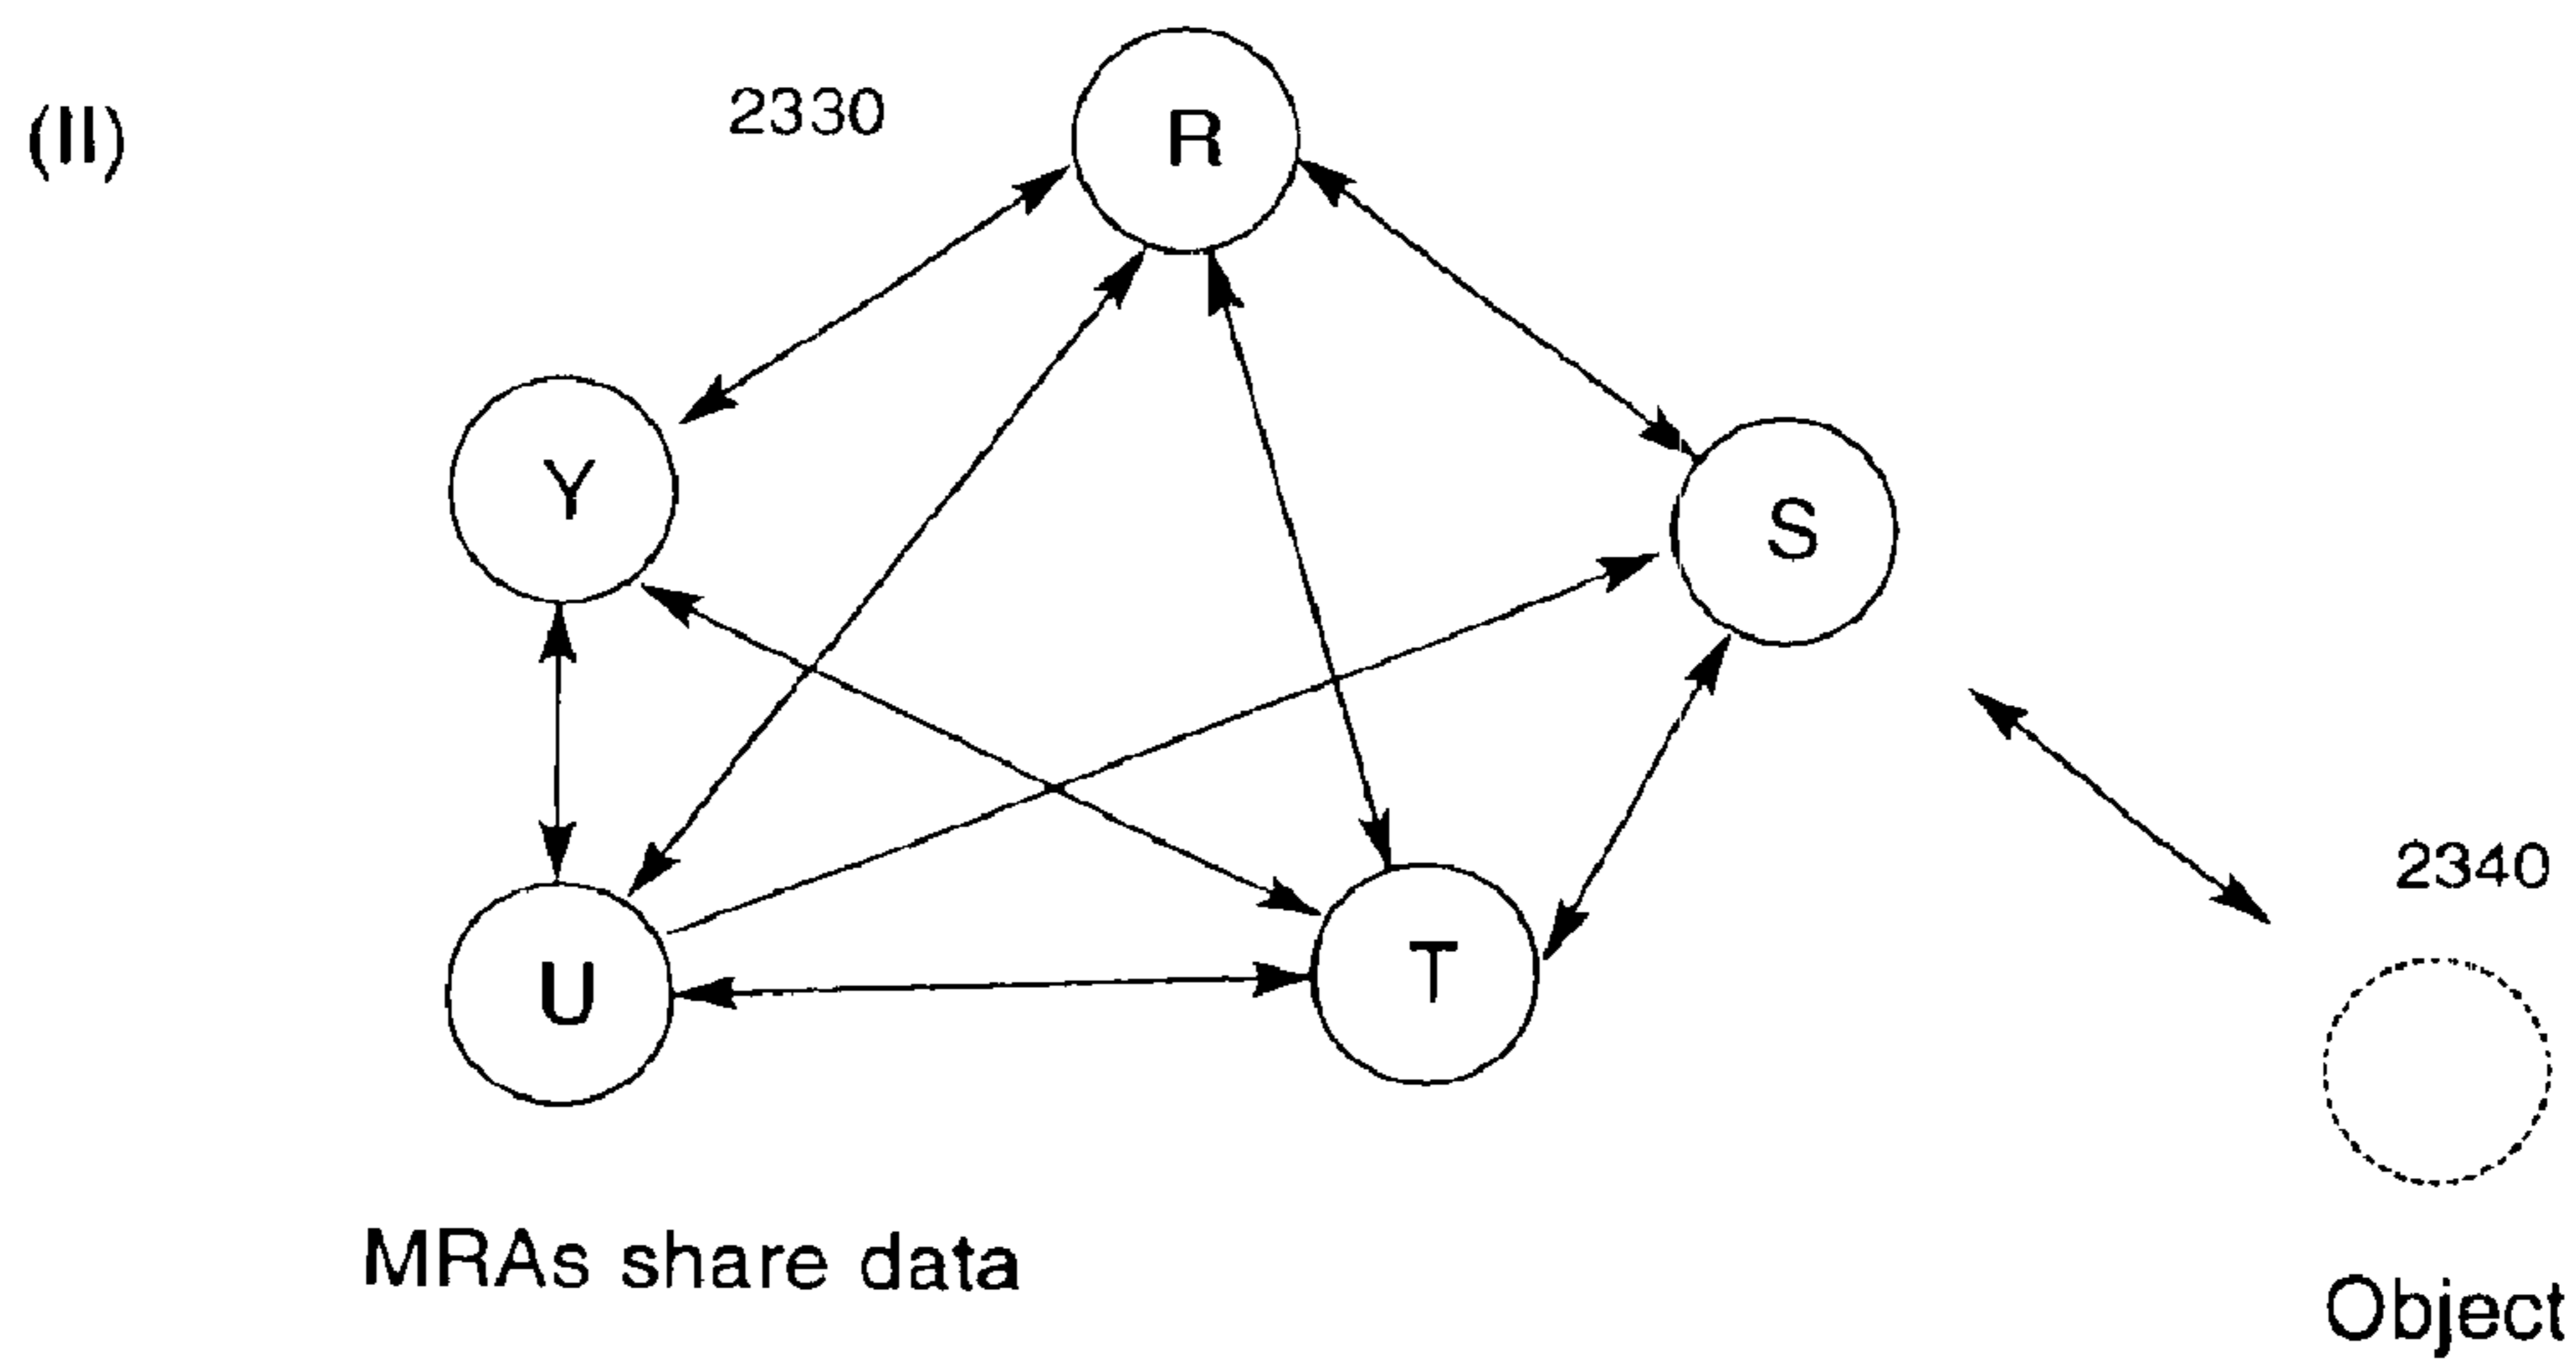 (II)
2330
R
Y
S
U
T
2340
MRAs share data
Object